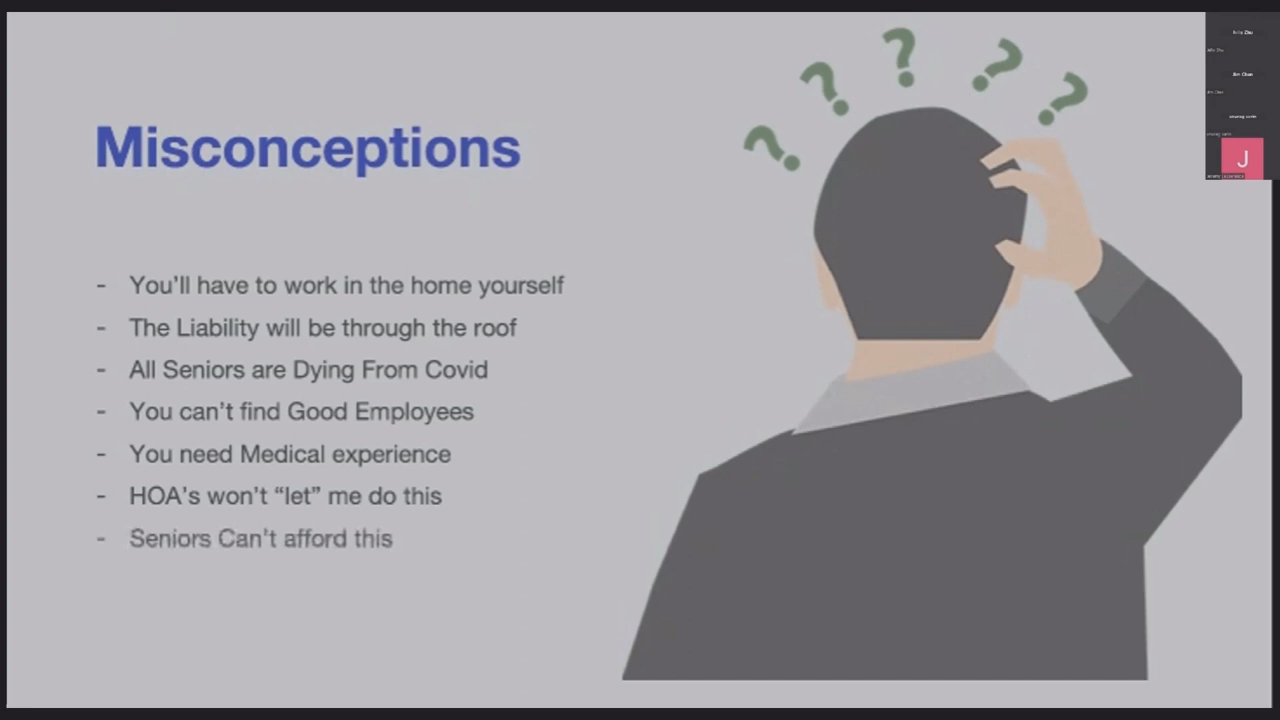 Misconceptions
- You'll have to work in the home yourself
- The Liability will be through the roof
- All Seniors are Dying From Covid
- You can't find Good Employees
- You need Medical experience
- HOA's won't “let” me do this
- Seniors Can't afford this
? ? ? ? ?
J